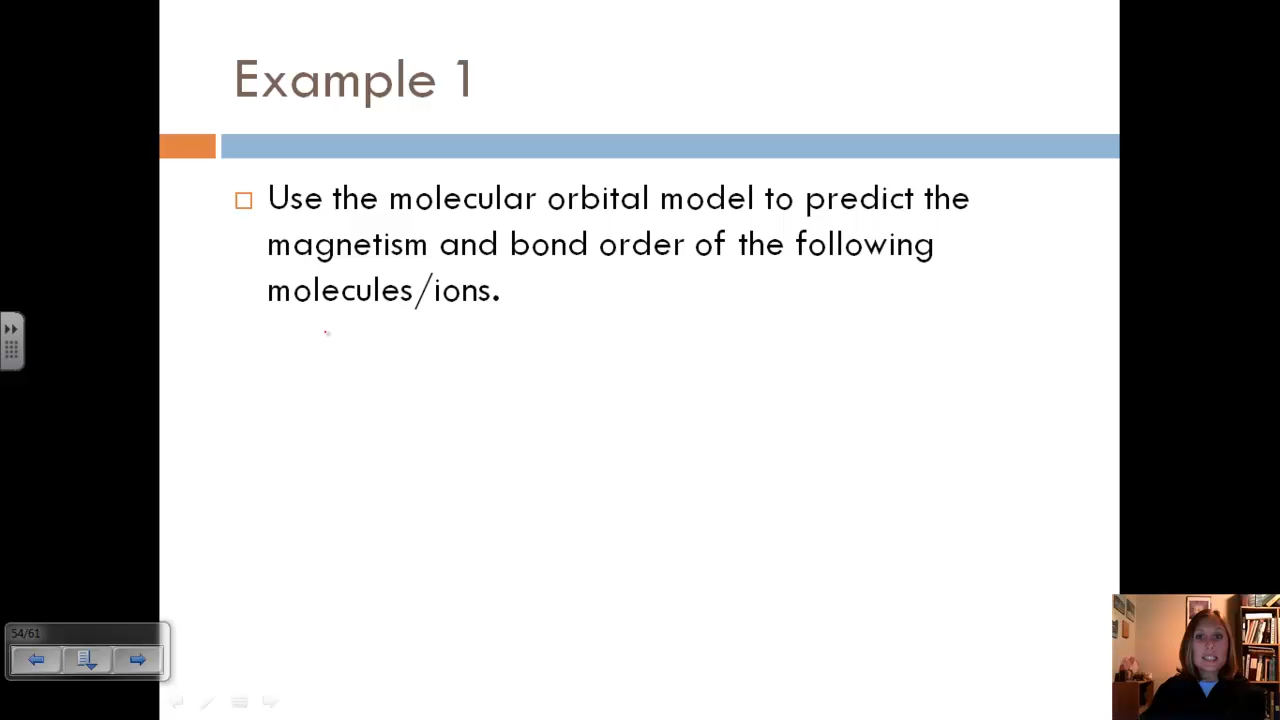 Example 1
Use the molecular orbital model to predict the
magnetism and bond order of the following
molecules/ions.
54/61